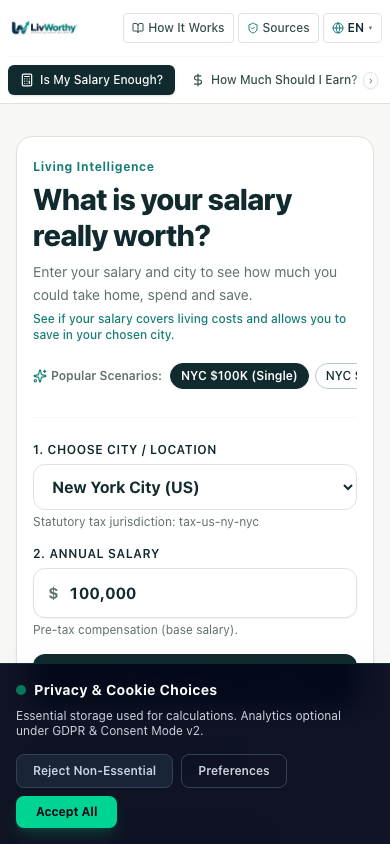 LivWorthy
How It Works
Sources
EN
Is My Salary Enough?
How Much Should I Earn?
Living Intelligence
What is your salary
really worth?
Enter your salary and city to see how much you
could take home, spend and save.
See if your salary covers living costs and allows you to
save in your chosen city.
Popular Scenarios:
NYC $100K (Single)
NYC
1. CHOOSE CITY / LOCATION
New York City (US)
Statutory tax jurisdiction: tax-us-ny-nyc
2. ANNUAL SALARY
$ 100,000
Pre-tax compensation (base salary).
Privacy & Cookie Choices
Essential storage used for calculations. Analytics optional
under GDPR & Consent Mode v2.
Reject Non-Essential
Preferences
Accept All